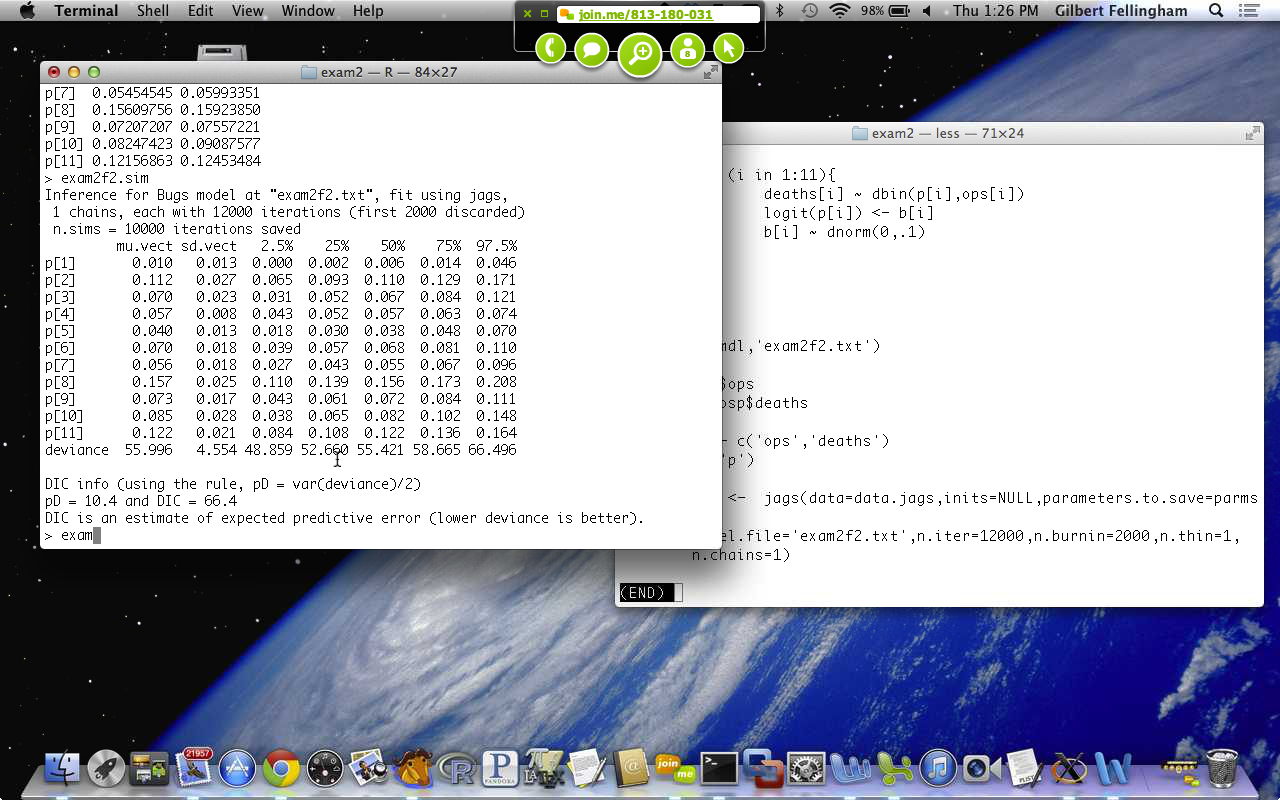 Terminal Shell Edit View Window Help
join.me/813-180-031
98% Thu 1:26 PM Gilbert Fellingham
exam2 — R — 84×27
p[7]  0.05454545 0.05993351
p[8]  0.15609756 0.15923850
p[9]  0.07207207 0.07557221
p[10] 0.08247423 0.09087577
p[11] 0.12156863 0.12453484
> exam2f2.sim
Inference for Bugs model at "exam2f2.txt", fit using jags,
 1 chains, each with 12000 iterations (first 2000 discarded)
 n.sims = 10000 iterations saved
         mu.vect sd.vect   2.5%    25%    50%    75%  97.5%
p[1]       0.010   0.013  0.000  0.002  0.006  0.014  0.046
p[2]       0.112   0.027  0.065  0.093  0.110  0.129  0.171
p[3]       0.070   0.023  0.031  0.052  0.067  0.084  0.121
p[4]       0.057   0.008  0.043  0.052  0.057  0.063  0.074
p[5]       0.040   0.013  0.018  0.030  0.038  0.048  0.070
p[6]       0.070   0.018  0.039  0.057  0.068  0.081  0.110
p[7]       0.056   0.018  0.027  0.043  0.055  0.067  0.096
p[8]       0.157   0.025  0.110  0.139  0.156  0.173  0.208
p[9]       0.073   0.017  0.043  0.061  0.072  0.084  0.111
p[10]      0.085   0.028  0.038  0.065  0.082  0.102  0.148
p[11]      0.122   0.021  0.084  0.108  0.122  0.136  0.164
deviance  55.996   4.554 48.859 52.660 55.421 58.665 66.496
DIC info (using the rule, pD = var(deviance)/2)
pD = 10.4 and DIC = 66.4
DIC is an estimate of expected predictive error (lower deviance is better).
> exam
exam2 — less — 71×24
(i in 1:11){
deaths[i] ~ dbin(p[i],ops[i])
logit(p[i]) <- b[i]
b[i] ~ dnorm(0,.1)
mdl,'exam2f2.txt')
$ops
osp$deaths
- c('ops','deaths')
'p')
<-  jags(data=data.jags,inits=NULL,parameters.to.save=parms
el.file='exam2f2.txt',n.iter=12000,n.burnin=2000,n.thin=1,
n.chains=1)
(END)
21957
PANDORA
join
me
PLIST